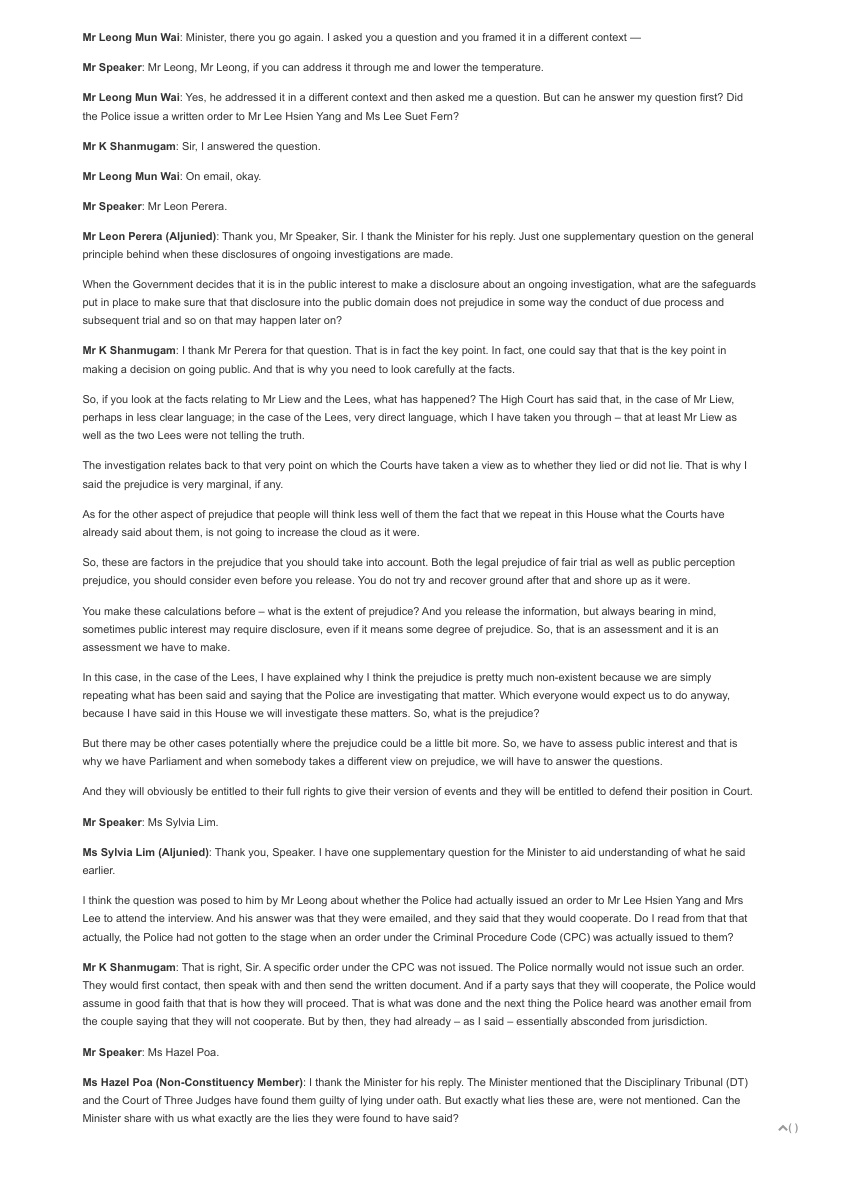 Mr Leong Mun Wai: Minister, there you go again. I asked you a question and you framed it in a different context —
Mr Speaker: Mr Leong, Mr Leong, if you can address it through me and lower the temperature.
Mr Leong Mun Wai: Yes, he addressed it in a different context and then asked me a question. But can he answer my question first? Did
the Police issue a written order to Mr Lee Hsien Yang and Ms Lee Suet Fern?
Mr K Shanmugam: Sir, I answered the question.
Mr Leong Mun Wai: On email, okay.
Mr Speaker: Mr Leon Perera.
Mr Leon Perera (Aljunied): Thank you, Mr Speaker, Sir. I thank the Minister for his reply. Just one supplementary question on the general
principle behind when these disclosures of ongoing investigations are made.
When the Government decides that it is in the public interest to make a disclosure about an ongoing investigation, what are the safeguards
put in place to make sure that that disclosure into the public domain does not prejudice in some way the conduct of due process and
subsequent trial and so on that may happen later on?
Mr K Shanmugam: I thank Mr Perera for that question. That is in fact the key point. In fact, one could say that that is the key point in
making a decision on going public. And that is why you need to look carefully at the facts.
So, if you look at the facts relating to Mr Liew and the Lees, what has happened? The High Court has said that, in the case of Mr Liew,
perhaps in less clear language; in the case of the Lees, very direct language, which I have taken you through – that at least Mr Liew as
well as the two Lees were not telling the truth.
The investigation relates back to that very point on which the Courts have taken a view as to whether they lied or did not lie. That is why I
said the prejudice is very marginal, if any.
As for the other aspect of prejudice that people will think less well of them the fact that we repeat in this House what the Courts have
already said about them, is not going to increase the cloud as it were.
So, these are factors in the prejudice that you should take into account. Both the legal prejudice of fair trial as well as public perception
prejudice, you should consider even before you release. You do not try and recover ground after that and shore up as it were.
You make these calculations before – what is the extent of prejudice? And you release the information, but always bearing in mind,
sometimes public interest may require disclosure, even if it means some degree of prejudice. So, that is an assessment and it is an
assessment we have to make.
In this case, in the case of the Lees, I have explained why I think the prejudice is pretty much non-existent because we are simply
repeating what has been said and saying that the Police are investigating that matter. Which everyone would expect us to do anyway,
because I have said in this House we will investigate these matters. So, what is the prejudice?
But there may be other cases potentially where the prejudice could be a little bit more. So, we have to assess public interest and that is
why we have Parliament and when somebody takes a different view on prejudice, we will have to answer the questions.
And they will obviously be entitled to their full rights to give their version of events and they will be entitled to defend their position in Court.
Mr Speaker: Ms Sylvia Lim.
Ms Sylvia Lim (Aljunied): Thank you, Speaker. I have one supplementary question for the Minister to aid understanding of what he said
earlier.
I think the question was posed to him by Mr Leong about whether the Police had actually issued an order to Mr Lee Hsien Yang and Mrs
Lee to attend the interview. And his answer was that they were emailed, and they said that they would cooperate. Do I read from that that
actually, the Police had not gotten to the stage when an order under the Criminal Procedure Code (CPC) was actually issued to them?
Mr K Shanmugam: That is right, Sir. A specific order under the CPC was not issued. The Police normally would not issue such an order.
They would first contact, then speak with and then send the written document. And if a party says that they will cooperate, the Police would
assume in good faith that that is how they will proceed. That is what was done and the next thing the Police heard was another email from
the couple saying that they will not cooperate. But by then, they had already – as I said – essentially absconded from jurisdiction.
Mr Speaker: Ms Hazel Poa.
Ms Hazel Poa (Non-Constituency Member): I thank the Minister for his reply. The Minister mentioned that the Disciplinary Tribunal (DT)
and the Court of Three Judges have found them guilty of lying under oath. But exactly what lies these are, were not mentioned. Can the
Minister share with us what exactly are the lies they were found to have said?
( )